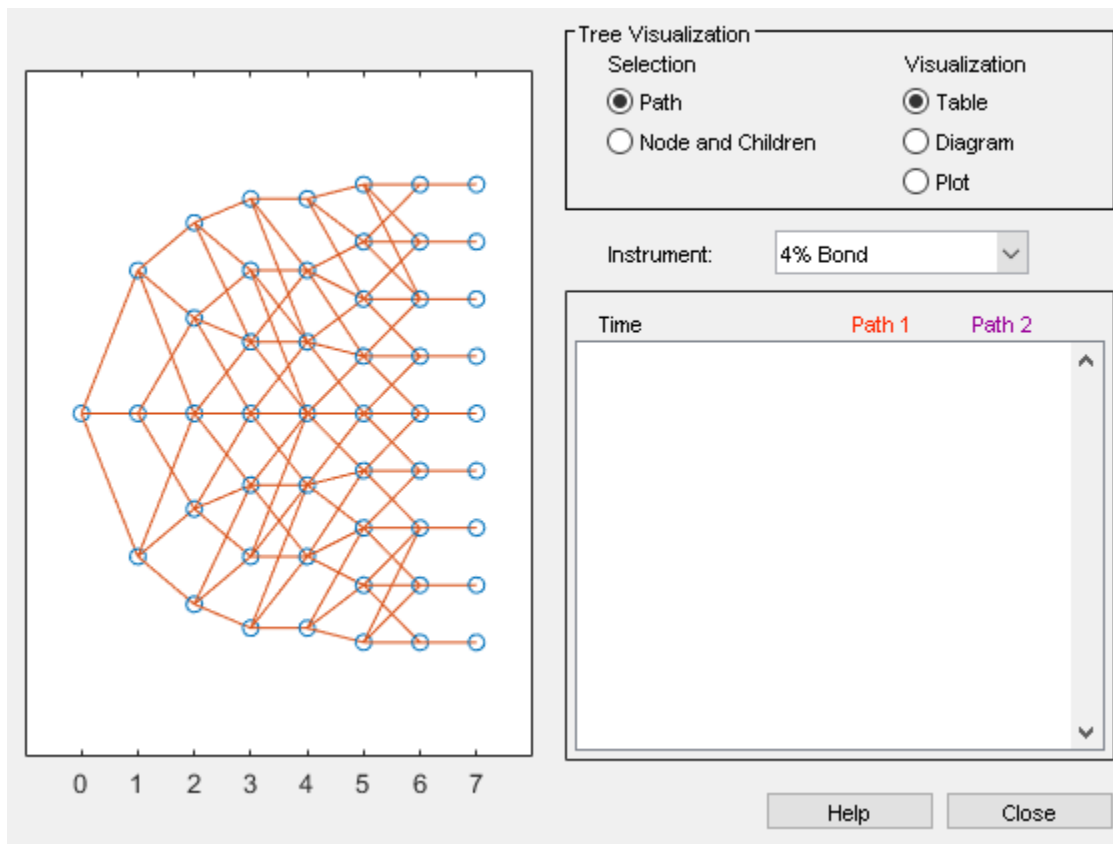 Tree Visualization
Selection Visualization
Path Table
Node and Children Diagram
Plot
Instrument: 4% Bond
Time Path 1 Path 2
0 1 2 3 4 5 6 7
Help Close